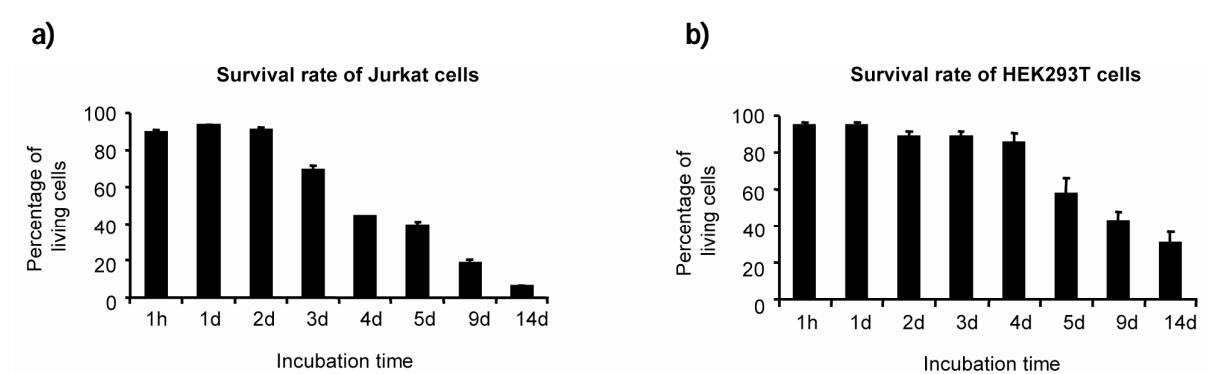 a)
Survival rate of Jurkat cells
Percentage of
living cells
100
80
60
40
20
0
1h 1d 2d 3d 4d 5d 9d 14d
Incubation time
b)
Survival rate of HEK293T cells
Percentage of
living cells
100
80
60
40
20
0
1h 1d 2d 3d 4d 5d 9d 14d
Incubation time